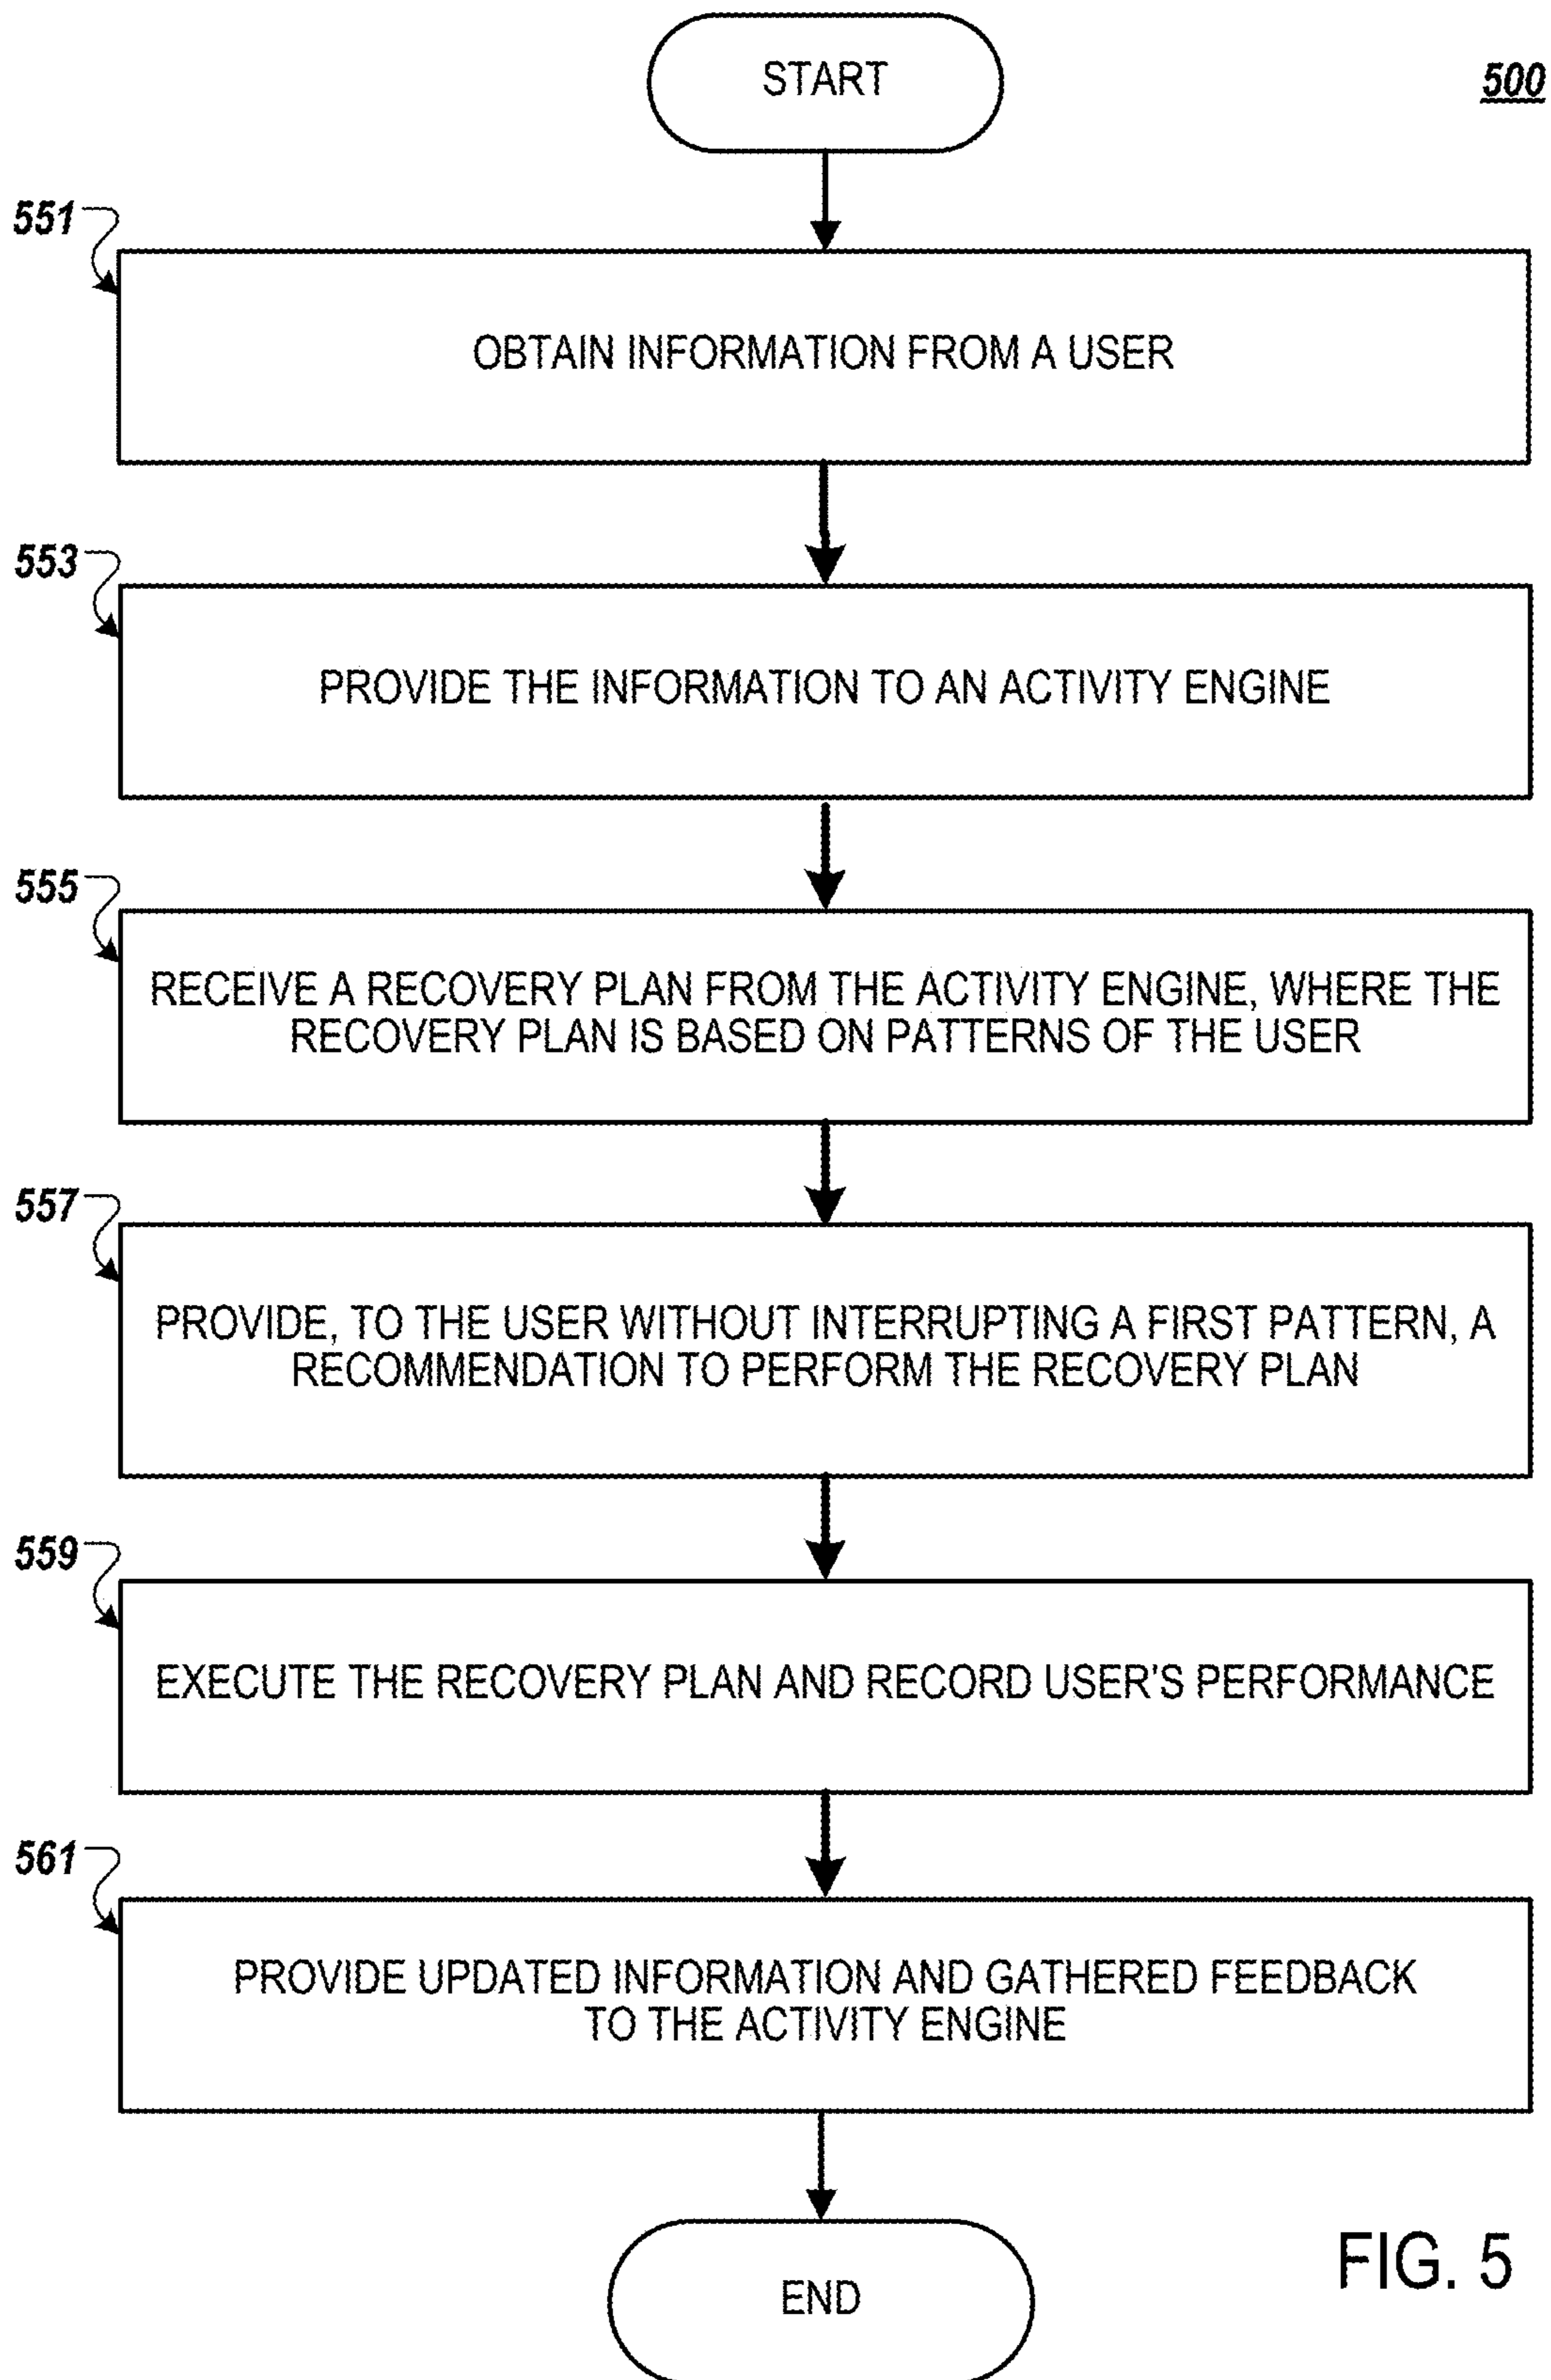 START
500
551
OBTAIN INFORMATION FROM A USER
553
PROVIDE THE INFORMATION TO AN ACTIVITY ENGINE
555
RECEIVE A RECOVERY PLAN FROM THE ACTIVITY ENGINE, WHERE THE
RECOVERY PLAN IS BASED ON PATTERNS OF THE USER
557
PROVIDE, TO THE USER WITHOUT INTERRUPTING A FIRST PATTERN, A
RECOMMENDATION TO PERFORM THE RECOVERY PLAN
559
EXECUTE THE RECOVERY PLAN AND RECORD USER'S PERFORMANCE
561
PROVIDE UPDATED INFORMATION AND GATHERED FEEDBACK
TO THE ACTIVITY ENGINE
END
FIG. 5